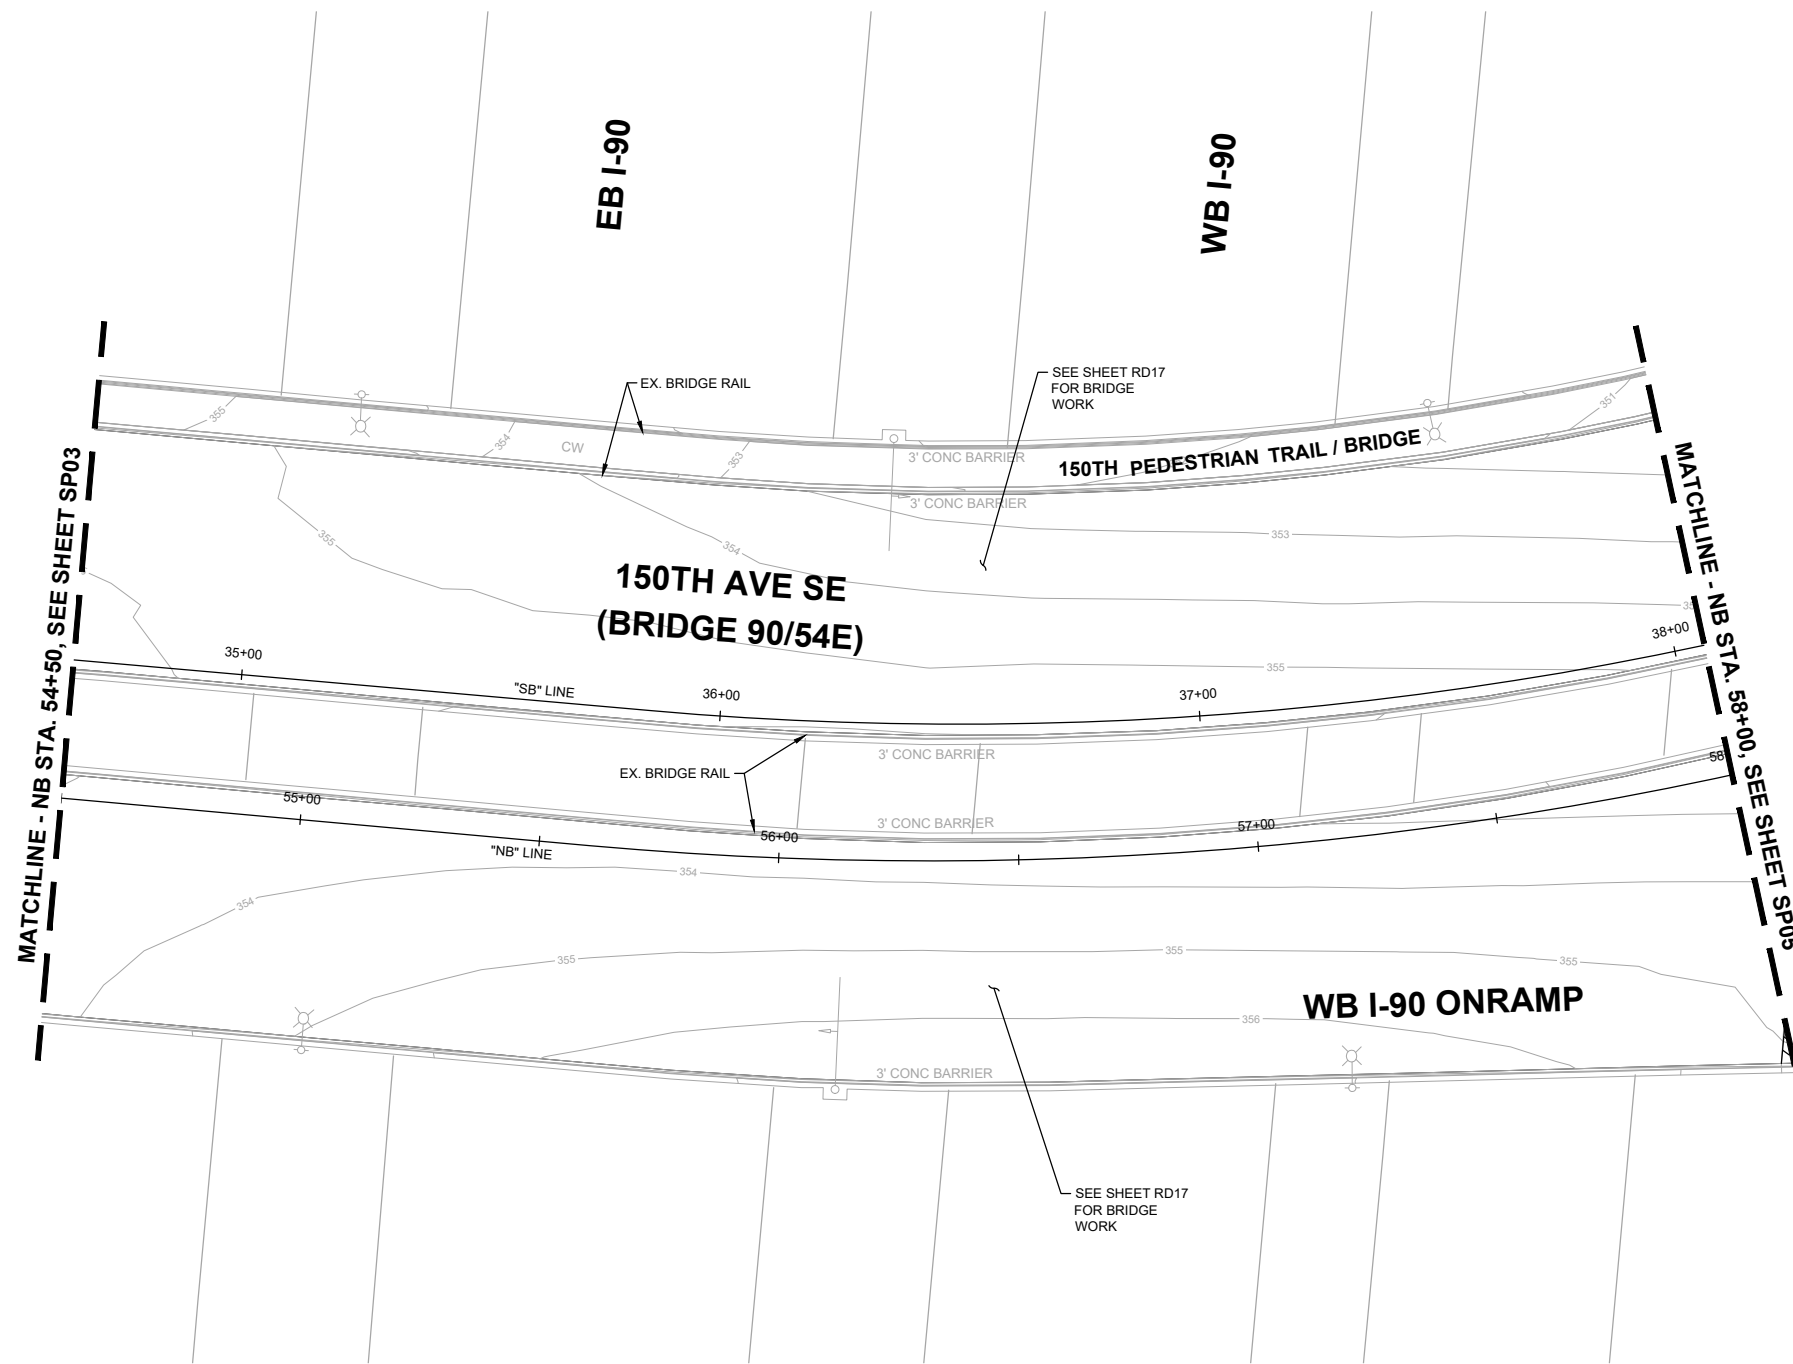 EB I-90
WB I-90
EX. BRIDGE RAIL
SEE SHEET RD17
FOR BRIDGE
WORK
355
354
CW
353
3' CONC BARRIER
150TH PEDESTRIAN TRAIL / BRIDGE
351
3' CONC BARRIER
MATCHLINE - NB STA. 54+50, SEE SHEET SP03
MATCHLINE - NB STA. 58+00, SEE SHEET SP05
355
354
353
150TH AVE SE
(BRIDGE 90/54E)
355
35+00
"SB" LINE
36+00
37+00
38+00
3' CONC BARRIER
EX. BRIDGE RAIL
58
55+00
3' CONC BARRIER
56+00
57+00
"NB" LINE
354
354
355
355
355
WB I-90 ONRAMP
356
3' CONC BARRIER
SEE SHEET RD17
FOR BRIDGE
WORK